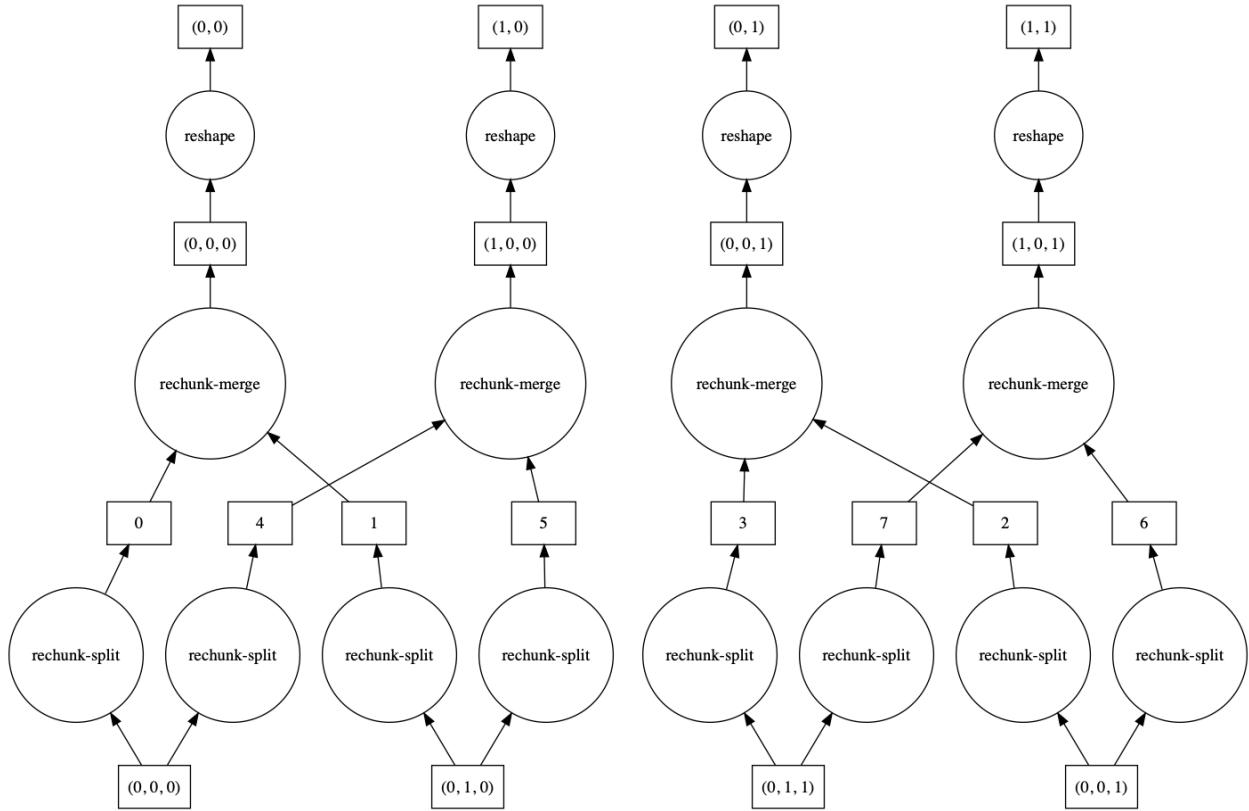 (0, 0)
(1, 0)
(0, 1)
(1, 1)
reshape
reshape
reshape
reshape
(0, 0, 0)
(1, 0, 0)
(0, 0, 1)
(1, 0, 1)
rechunk-merge
rechunk-merge
rechunk-merge
rechunk-merge
0
4
1
5
3
7
2
6
rechunk-split
rechunk-split
rechunk-split
rechunk-split
rechunk-split
rechunk-split
rechunk-split
rechunk-split
(0, 0, 0)
(0, 1, 0)
(0, 1, 1)
(0, 0, 1)